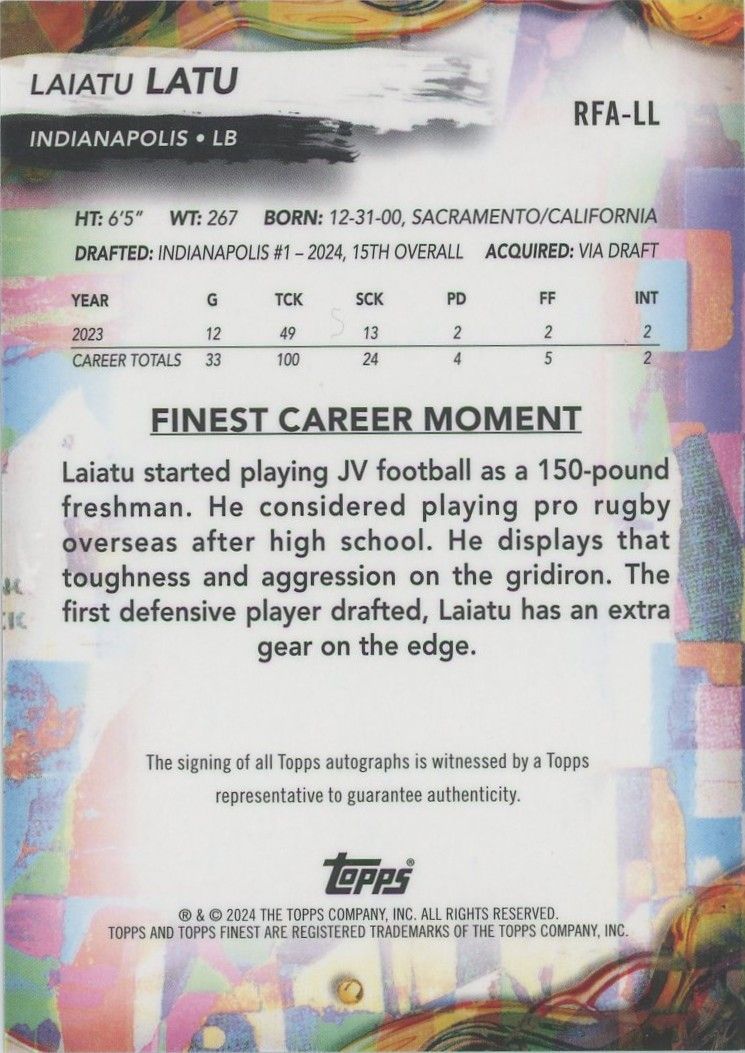 LAIATU LATU
RFA-LL
INDIANAPOLIS • LB
HT: 6'5" WT: 267 BORN: 12-31-00, SACRAMENTO/CALIFORNIA
DRAFTED: INDIANAPOLIS #1 – 2024, 15TH OVERALL ACQUIRED: VIA DRAFT
YEAR G TCK SCK PD FF INT
2023 12 49 13 2 2 2
CAREER TOTALS 33 100 24 4 5 2
FINEST CAREER MOMENT
Laiatu started playing JV football as a 150-pound
freshman. He considered playing pro rugby
overseas after high school. He displays that
toughness and aggression on the gridiron. The
first defensive player drafted, Laiatu has an extra
gear on the edge.
The signing of all Topps autographs is witnessed by a Topps
representative to guarantee authenticity.
topps®
® & © 2024 THE TOPPS COMPANY, INC. ALL RIGHTS RESERVED.
TOPPS AND TOPPS FINEST ARE REGISTERED TRADEMARKS OF THE TOPPS COMPANY, INC.